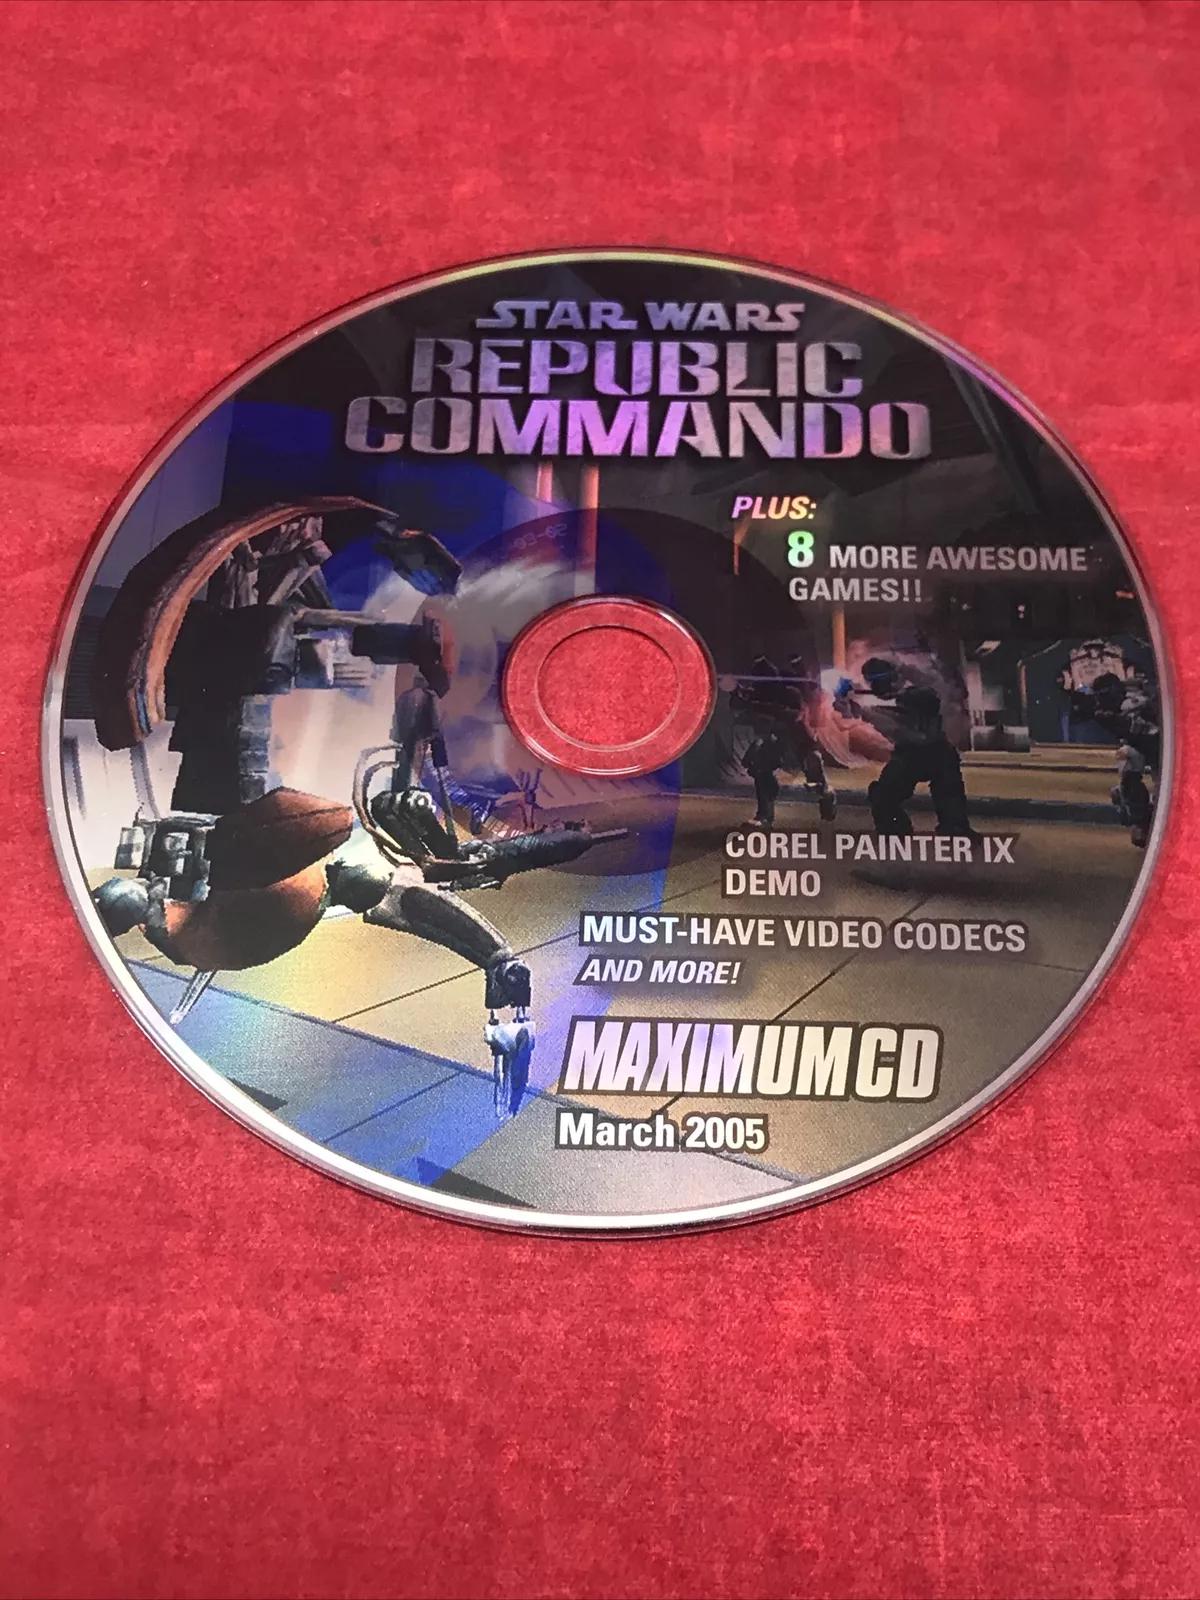 STAR WARS
REPUBLIC
COMMANDO
PLUS:
8 MORE AWESOME
GAMES!!
COREL PAINTER IX
DEMO
MUST-HAVE VIDEO CODECS
AND MORE!
MAXIMUMCD
March 2005